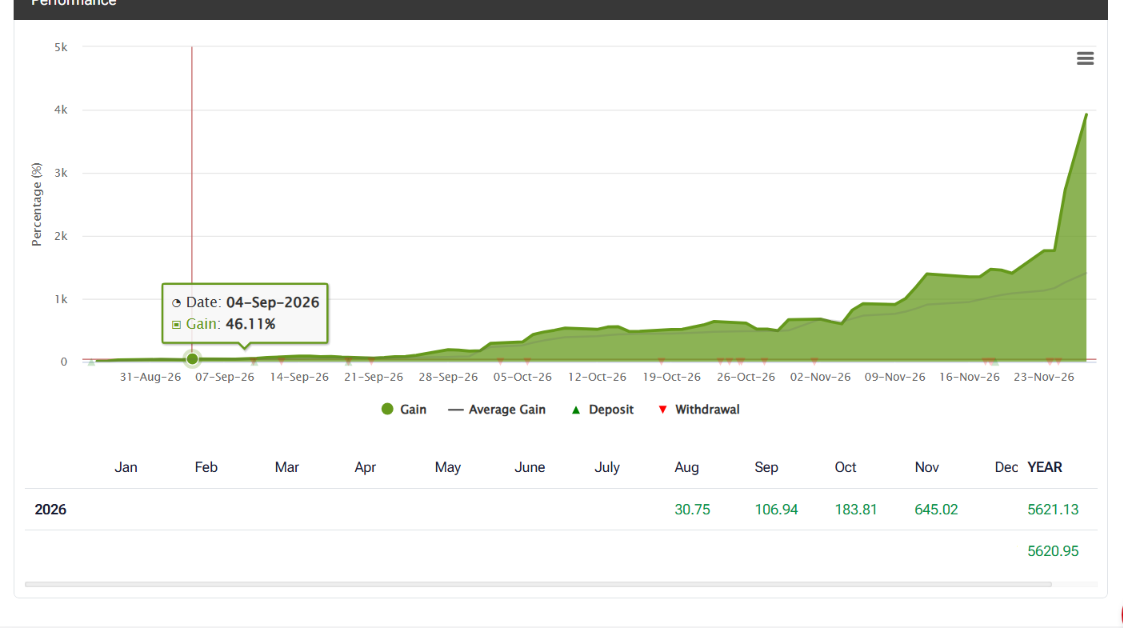 Performance
5k
4k
3k
2k
1k
0
Percentage (%)
Date: 04-Sep-2026
Gain: 46.11%
31-Aug-26 07-Sep-26 14-Sep-26 21-Sep-26 28-Sep-26 05-Oct-26 12-Oct-26 19-Oct-26 26-Oct-26 02-Nov-26 09-Nov-26 16-Nov-26 23-Nov-26
Gain Average Gain Deposit Withdrawal
Jan Feb Mar Apr May June July Aug Sep Oct Nov Dec YEAR
2026 30.75 106.94 183.81 645.02 5621.13
5620.95